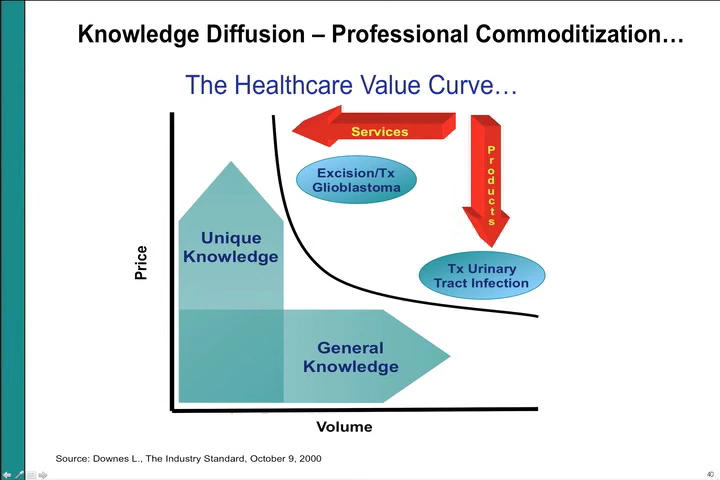 Knowledge Diffusion – Professional Commoditization…
The Healthcare Value Curve…
Services
Products
Excision/Tx
Glioblastoma
Unique
Knowledge
Price
Tx Urinary
Tract Infection
General
Knowledge
Volume
Source: Downes L., The Industry Standard, October 9, 2000
40